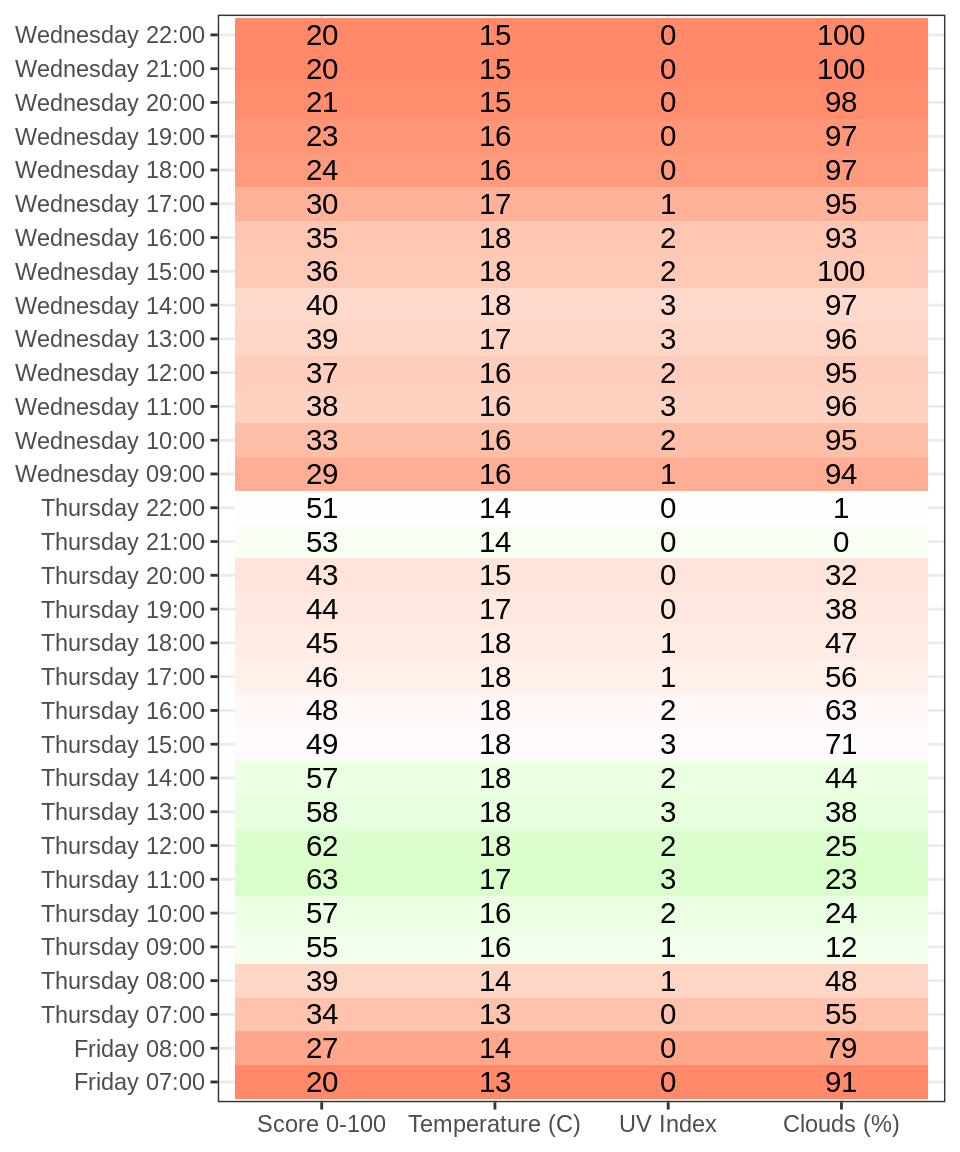 Wednesday 22:00 20 15 0 100
Wednesday 21:00 20 15 0 100
Wednesday 20:00 21 15 0 98
Wednesday 19:00 23 16 0 97
Wednesday 18:00 24 16 0 97
Wednesday 17:00 30 17 1 95
Wednesday 16:00 35 18 2 93
Wednesday 15:00 36 18 2 100
Wednesday 14:00 40 18 3 97
Wednesday 13:00 39 17 3 96
Wednesday 12:00 37 16 2 95
Wednesday 11:00 38 16 3 96
Wednesday 10:00 33 16 2 95
Wednesday 09:00 29 16 1 94
Thursday 22:00 51 14 0 1
Thursday 21:00 53 14 0 0
Thursday 20:00 43 15 0 32
Thursday 19:00 44 17 0 38
Thursday 18:00 45 18 1 47
Thursday 17:00 46 18 1 56
Thursday 16:00 48 18 2 63
Thursday 15:00 49 18 3 71
Thursday 14:00 57 18 2 44
Thursday 13:00 58 18 3 38
Thursday 12:00 62 18 2 25
Thursday 11:00 63 17 3 23
Thursday 10:00 57 16 2 24
Thursday 09:00 55 16 1 12
Thursday 08:00 39 14 1 48
Thursday 07:00 34 13 0 55
Friday 08:00 27 14 0 79
Friday 07:00 20 13 0 91
Score 0-100 Temperature (C) UV Index Clouds (%)